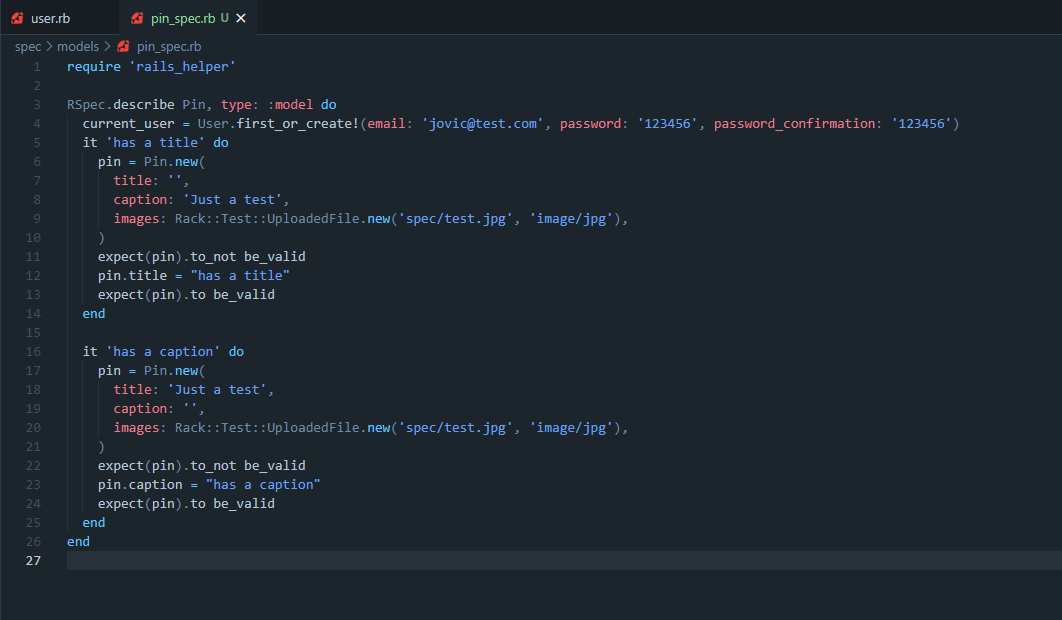 user.rb pin_spec.rb U
spec > models > pin_spec.rb
1 require 'rails_helper'
2
3 RSpec.describe Pin, type: :model do
4   current_user = User.first_or_create!(email: 'jovic@test.com', password: '123456', password_confirmation: '123456')
5   it 'has a title' do
6     pin = Pin.new(
7       title: '',
8       caption: 'Just a test',
9       images: Rack::Test::UploadedFile.new('spec/test.jpg', 'image/jpg'),
10     )
11     expect(pin).to_not be_valid
12     pin.title = "has a title"
13     expect(pin).to be_valid
14   end
15
16   it 'has a caption' do
17     pin = Pin.new(
18       title: 'Just a test',
19       caption: '',
20       images: Rack::Test::UploadedFile.new('spec/test.jpg', 'image/jpg'),
21     )
22     expect(pin).to_not be_valid
23     pin.caption = "has a caption"
24     expect(pin).to be_valid
25   end
26 end
27